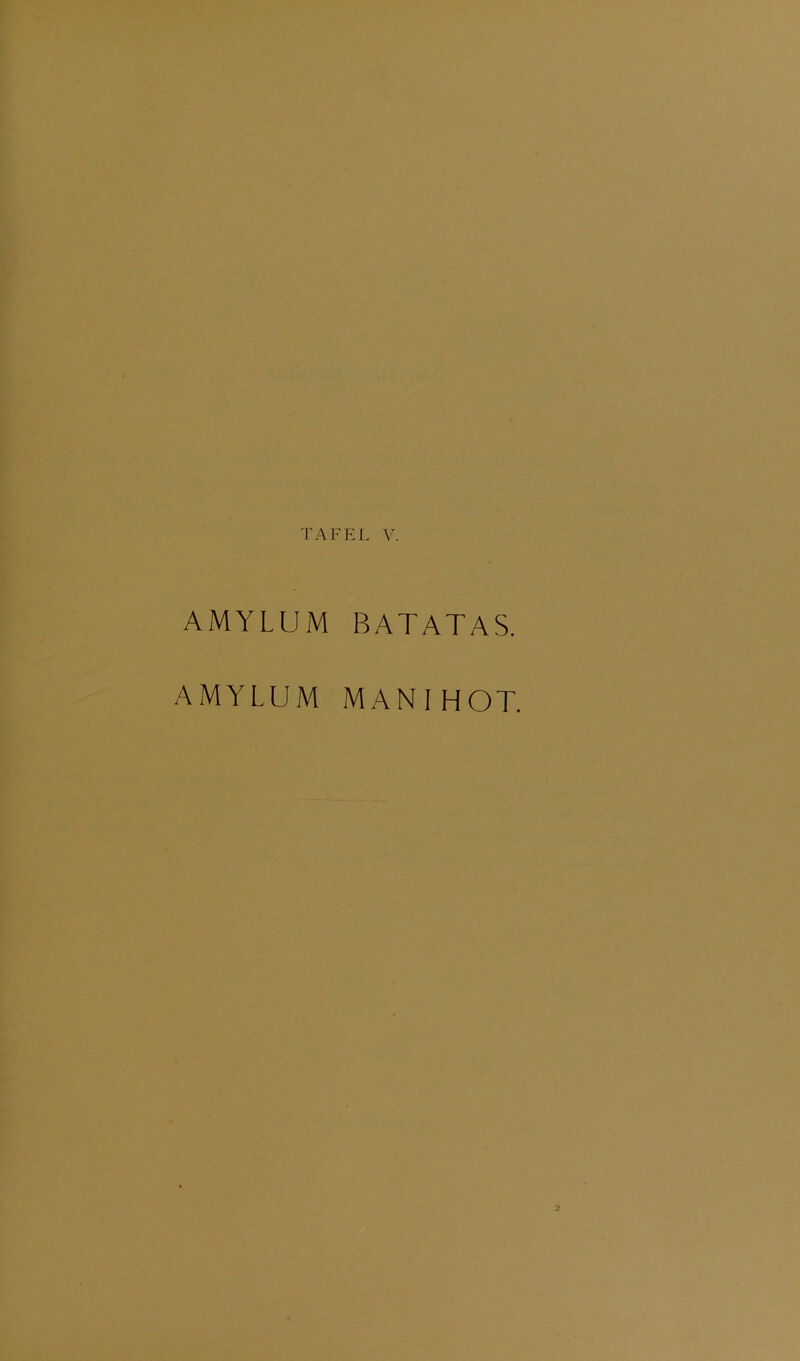 TAFEL V.
AMYLUM BATATAS.
AMYLUM MANIHOT.